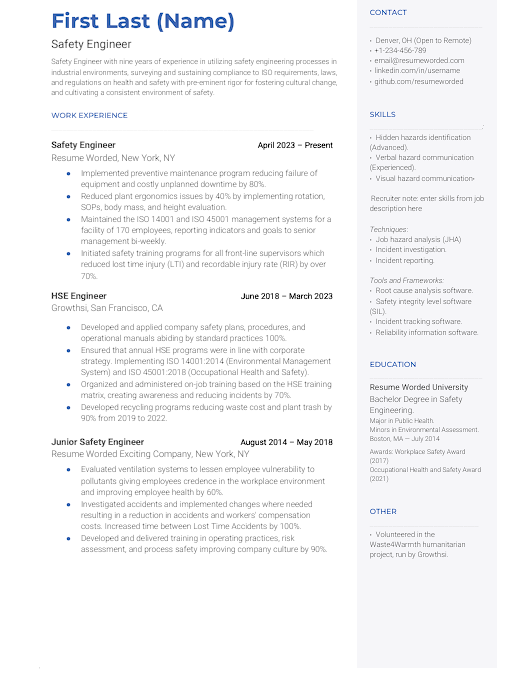 First Last (Name)
Safety Engineer
Safety Engineer with nine years of experience in utilizing safety engineering processes in
industrial environments, surveying and sustaining compliance to ISO requirements, laws,
and regulations on health and safety with pre-eminent rigor for fostering cultural change,
and cultivating a consistent environment of safety.
WORK EXPERIENCE
Safety Engineer April 2023 – Present
Resume Worded, New York, NY
• Implemented preventive maintenance program reducing failure of
equipment and costly unplanned downtime by 80%.
• Reduced plant ergonomics issues by 40% by implementing rotation,
SOPs, body mass, and height evaluation.
• Maintained the ISO 14001 and ISO 45001 management systems for a
facility of 170 employees, reporting indicators and goals to senior
management bi-weekly.
• Initiated safety training programs for all front-line supervisors which
reduced lost time injury (LTI) and recordable injury rate (RIR) by over
70%.
HSE Engineer June 2018 – March 2023
Growthsi, San Francisco, CA
• Developed and applied company safety plans, procedures, and
operational manuals abiding by standard practices 100%.
• Ensured that annual HSE programs were in line with corporate
strategy. Implementing ISO 14001:2014 (Environmental Management
System) and ISO 45001:2018 (Occupational Health and Safety).
• Organized and administered on-job training based on the HSE training
matrix, creating awareness and reducing incidents by 70%.
• Developed recycling programs reducing waste cost and plant trash by
90% from 2019 to 2022.
Junior Safety Engineer August 2014 – May 2018
Resume Worded Exciting Company, New York, NY
• Evaluated ventilation systems to lessen employee vulnerability to
pollutants giving employees credence in the workplace environment
and improving employee health by 60%.
• Investigated accidents and implemented changes where needed
resulting in a reduction in accidents and workers' compensation
costs. Increased time between Lost Time Accidents by 100%.
• Developed and delivered training in operating practices, risk
assessment, and process safety improving company culture by 90%.
CONTACT
• Denver, OH (Open to Remote)
• +1-234-456-789
• email@resumeworded.com
• linkedin.com/in/username
• github.com/resumeworded
SKILLS
• Hidden hazards identification
(Advanced).
• Verbal hazard communication
(Experienced).
• Visual hazard communication•
Recruiter note: enter skills from job
description here
Techniques:
• Job hazard analysis (JHA)
• Incident investigation.
• Incident reporting.
Tools and Frameworks:
• Root cause analysis software.
• Safety integrity level software
(SIL).
• Incident tracking software.
• Reliability information software.
EDUCATION
Resume Worded University
Bachelor Degree in Safety
Engineering.
Major in Public Health.
Minors in Environmental Assessment.
Boston, MA — July 2014
Awards: Workplace Safety Award
(2017)
Occupational Health and Safety Award
(2021)
OTHER
• Volunteered in the
Waste4Warmth humanitarian
project, run by Growthsi.